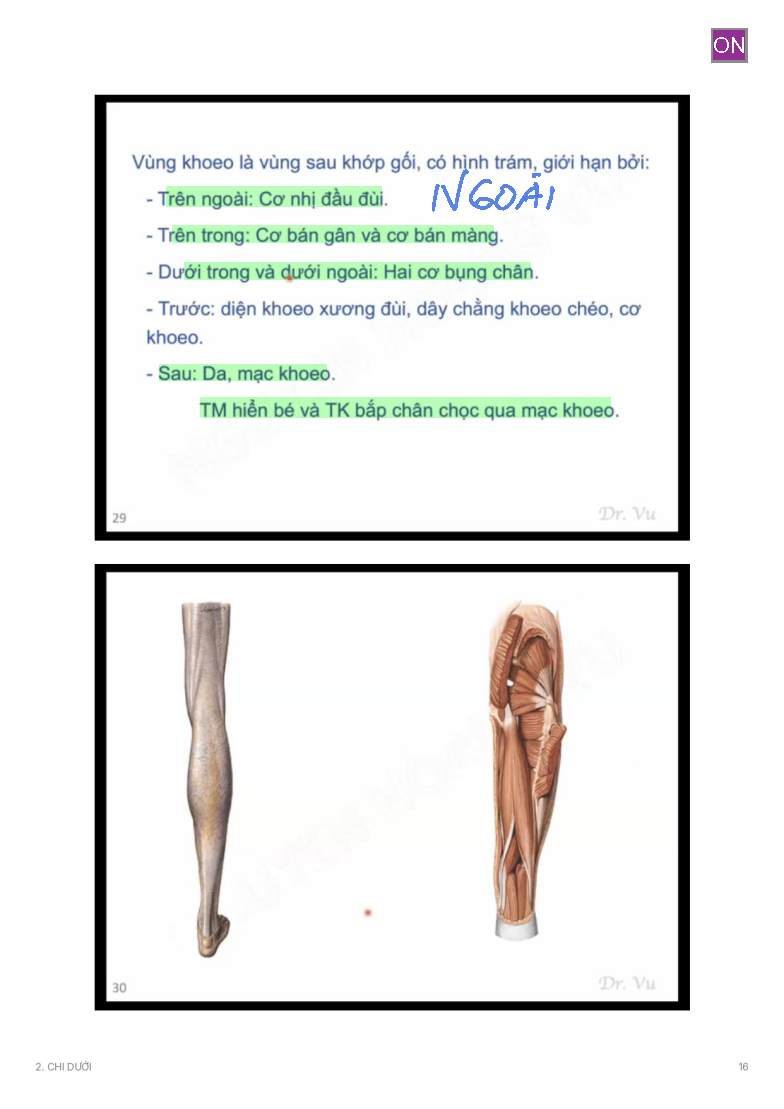 ON
Vùng khoeo là vùng sau khớp gối, có hình trám, giới hạn bởi:
- Trên ngoài: Cơ nhị đầu đùi.
NGOÀI
- Trên trong: Cơ bán gân và cơ bán màng.
- Dưới trong và dưới ngoài: Hai cơ bụng chân.
- Trước: diện khoeo xương đùi, dây chằng khoeo chéo, cơ
khoeo.
- Sau: Da, mạc khoeo.
TM hiển bé và TK bắp chân chọc qua mạc khoeo.
29
Dr. Vu
30
Dr. Vu
2. CHI DƯỚI
16